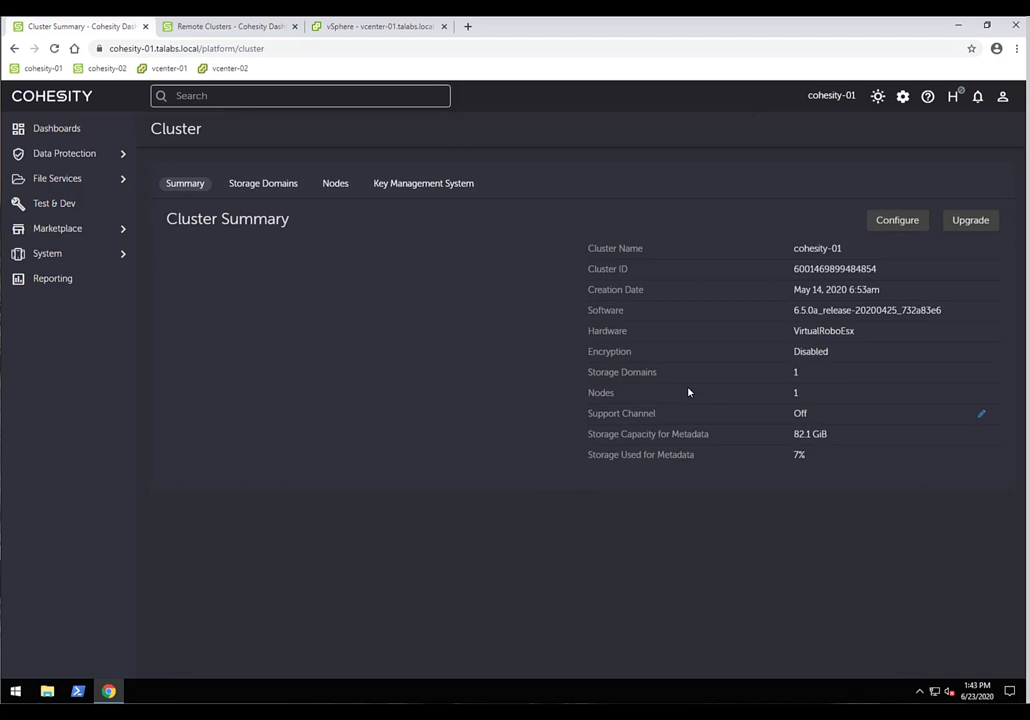 Cluster Summary - Cohesity Dash
Remote Clusters - Cohesity Dash
vSphere - vcenter-01.talabs.local
cohesity-01.talabs.local/platform/cluster
cohesity-01
cohesity-02
vcenter-01
vcenter-02
COHESITY
Search
cohesity-01
H
Dashboards
Cluster
Data Protection
File Services
Test & Dev
Marketplace
System
Reporting
Summary
Storage Domains
Nodes
Key Management System
Cluster Summary
Configure
Upgrade
Cluster Name cohesity-01
Cluster ID 6001469899484854
Creation Date May 14, 2020 6:53am
Software 6.5.0a_release-20200425_732a83e6
Hardware VirtualRoboEsx
Encryption Disabled
Storage Domains 1
Nodes 1
Support Channel Off
Storage Capacity for Metadata 82.1 GiB
Storage Used for Metadata 7%
1:43 PM
6/23/2020